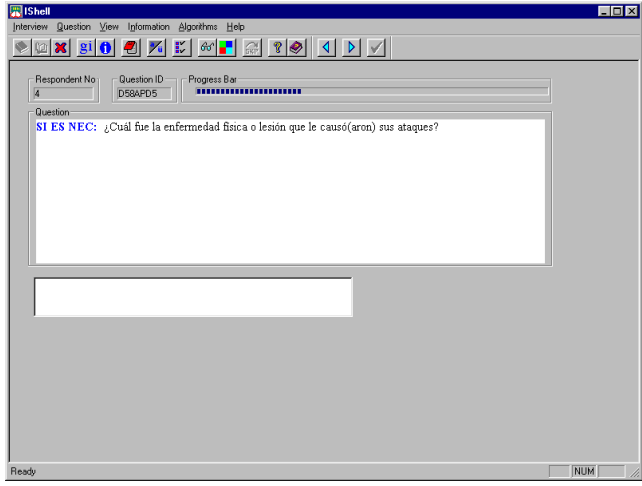 IShell
Interview Question View Information Algorithms Help
gi
Respondent No
Question ID
Progress Bar
4
D58APD5
Question
SI ES NEC: ¿Cuál fue la enfermedad física o lesión que le causó(aron) sus ataques?
Ready
NUM